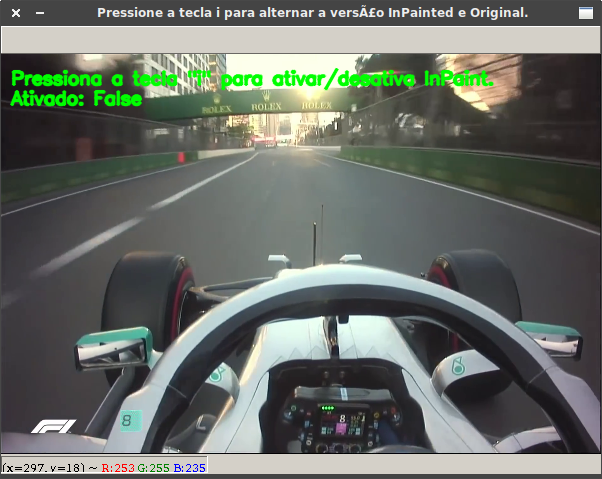 Pressione a tecla i para alternar a versÃ£o InPainted e Original.
Pressiona a tecla "i" para ativar/desativa InPaint.
Ativado: False
ROLEX ROLEX ROLEX
8
8
F1
(x=297, y=18) ~ R:253 G:255 B:235